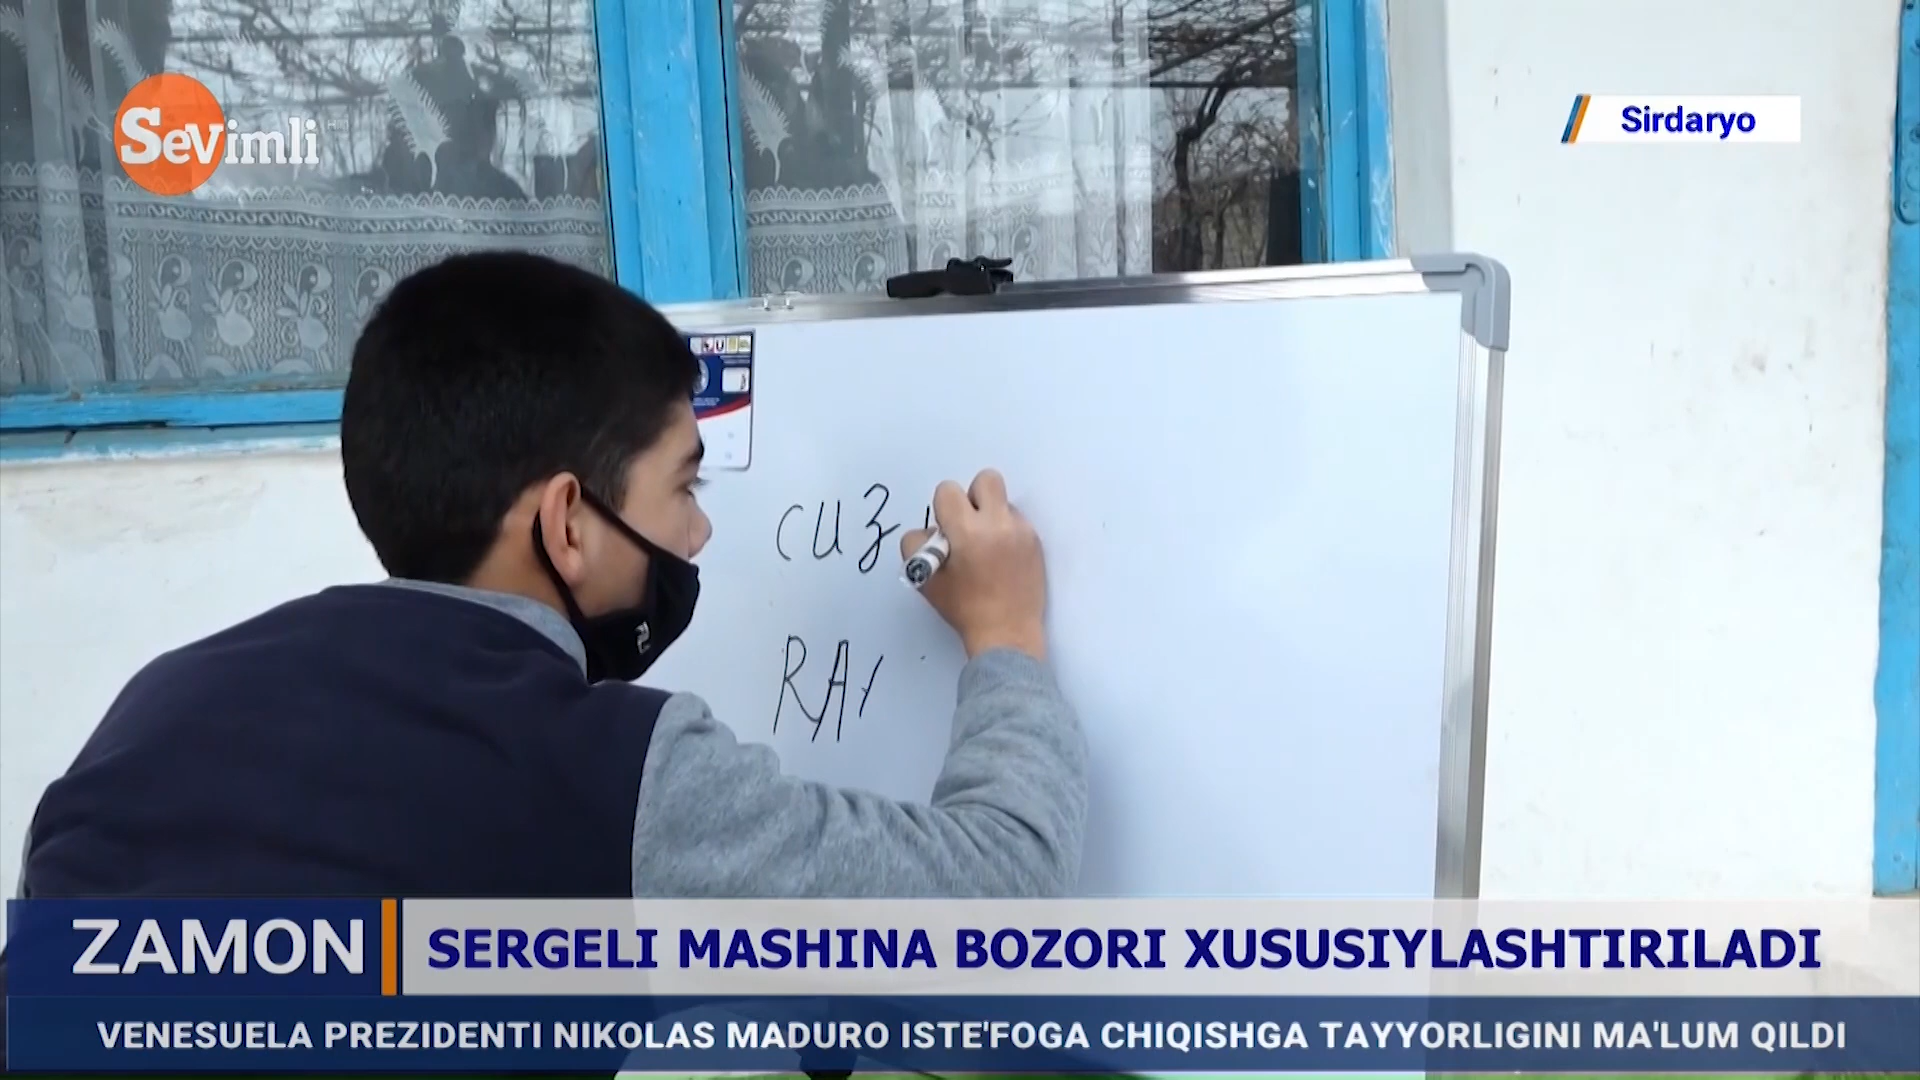 Sevimli
Sirdaryo
сиз
RA
ZAMON
SERGELI MASHINA BOZORI XUSUSIYLASHTIRILADI
VENESUELA PREZIDENTI NIKOLAS MADURO ISTE'FOGA CHIQISHGA TAYYORLIGINI MA'LUM QILDI